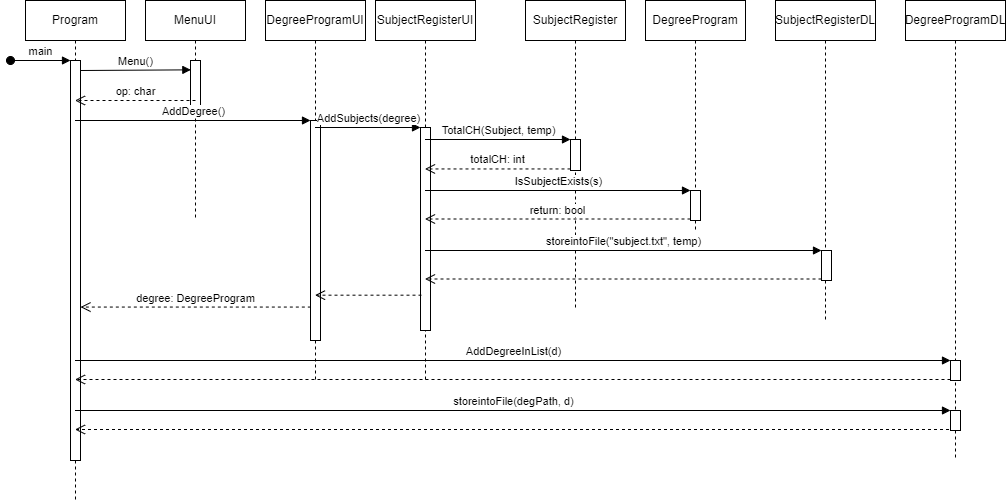 Program
MenuUI
DegreeProgramUI
SubjectRegisterUI
SubjectRegister
DegreeProgram
SubjectRegisterDL
DegreeProgramDL
main
Menu()
op: char
AddDegree()
AddSubjects(degree)
TotalCH(Subject, temp)
totalCH: int
IsSubjectExists(s)
return: bool
storeintoFile("subject.txt", temp)
degree: DegreeProgram
AddDegreeInList(d)
storeintoFile(degPath, d)